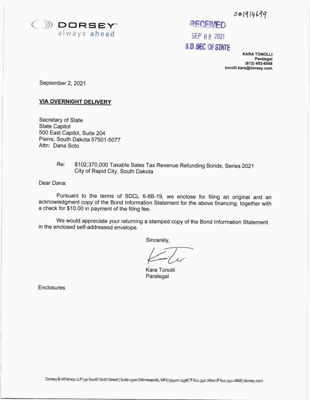 001914699
DORSEY
always ahead
RECEIVED
SEP 08 2021
S.D. SEC. OF STATE
KARA TONOLLI
Paralegal
(612) 492-6646
tonolli.kara@dorsey.com
September 2, 2021
VIA OVERNIGHT DELIVERY
Secretary of State
State Capitol
500 East Capitol, Suite 204
Pierre, South Dakota 57501-5077
Attn: Dana Soto
Re: $102,370,000 Taxable Sales Tax Revenue Refunding Bonds, Series 2021
City of Rapid City, South Dakota
Dear Dana:
Pursuant to the terms of SDCL 6-8B-19, we enclose for filing an original and an
acknowledgment copy of the Bond Information Statement for the above financing, together with
a check for $10.00 in payment of the filing fee.
We would appreciate your returning a stamped copy of the Bond Information Statement
in the enclosed self-addressed envelope.
Sincerely,
Kara Tonolli
Paralegal
Enclosures
Dorsey & Whitney LLP | 50 South Sixth Street | Suite 1500 | Minneapolis, MN | 55402-1498 | T 612.340.2600 | F 612.340.2868 | dorsey.com